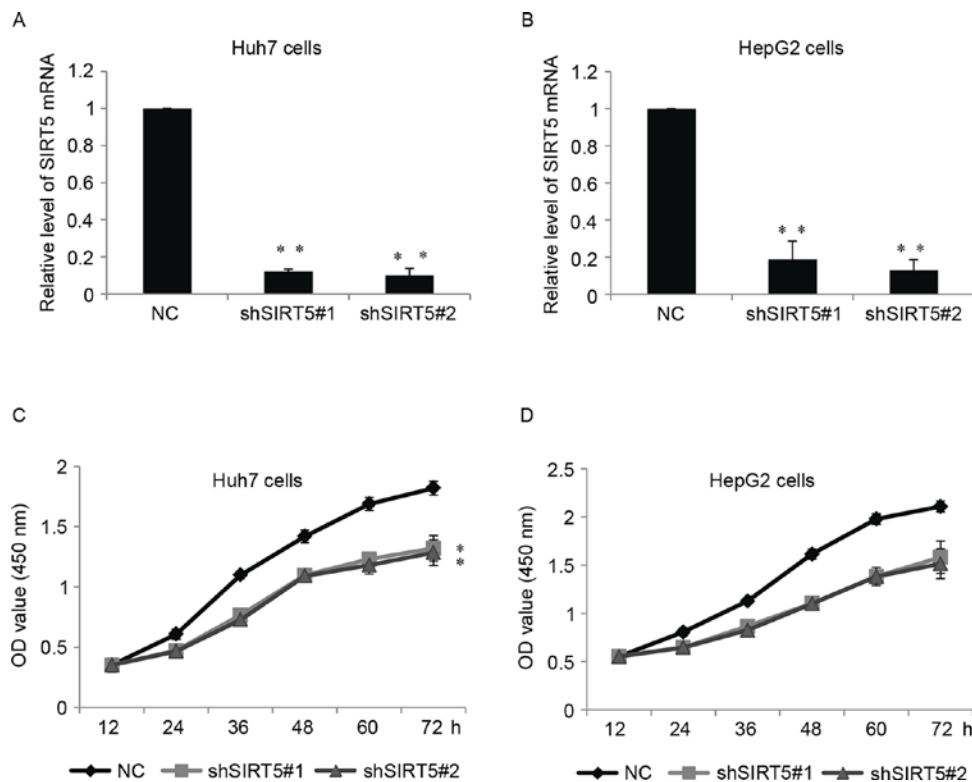 A
Huh7 cells
Relative level of SIRT5 mRNA
1.2
1
0.8
0.6
0.4
0.2
0
* *
* *
NC shSIRT5#1 shSIRT5#2
B
HepG2 cells
Relative level of SIRT5 mRNA
1.2
1
0.8
0.6
0.4
0.2
0
* *
* *
NC shSIRT5#1 shSIRT5#2
C
Huh7 cells
OD value (450 nm)
2
1.5
1
0.5
0
*
*
12 24 36 48 60 72 h
NC shSIRT5#1 shSIRT5#2
D
HepG2 cells
OD value (450 nm)
2.5
2
1.5
1
0.5
0
12 24 36 48 60 72 h
NC shSIRT5#1 shSIRT5#2